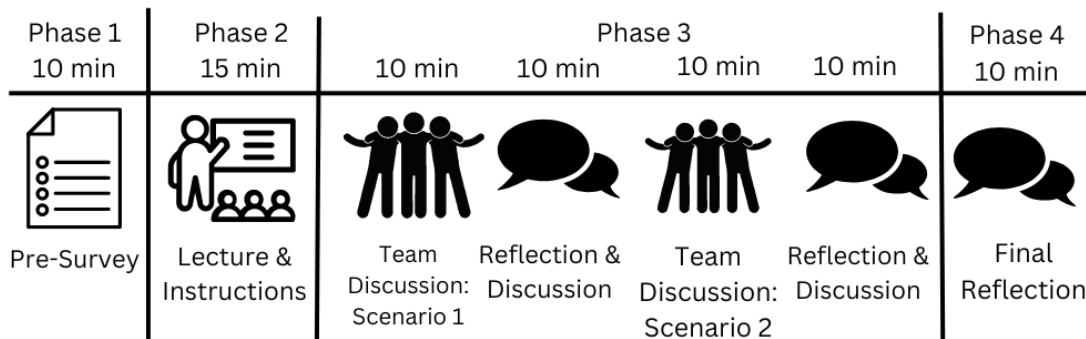 Phase 1
10 min
Phase 2
15 min
Phase 3
10 min
10 min
10 min
10 min
Phase 4
10 min
Pre-Survey
Lecture &
Instructions
Team
Discussion:
Scenario 1
Reflection &
Discussion
Team
Discussion:
Scenario 2
Reflection &
Discussion
Final
Reflection